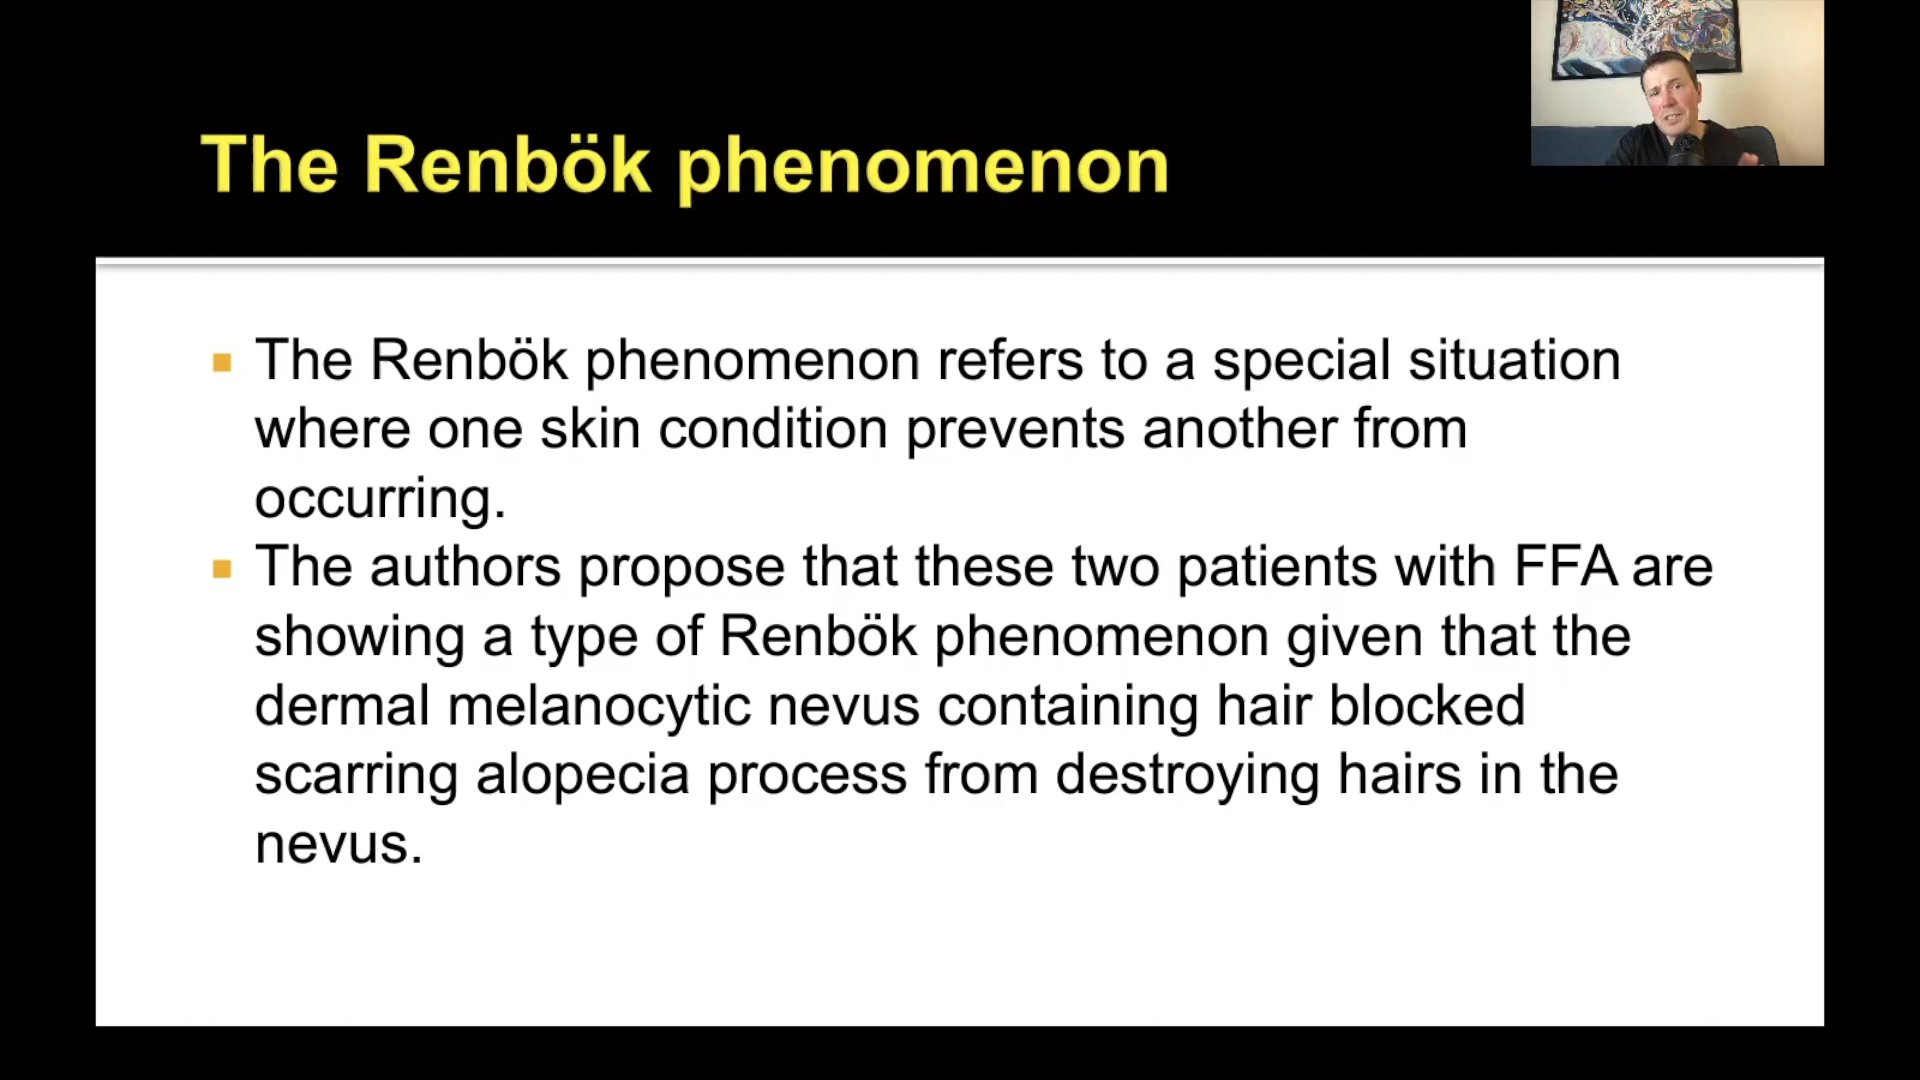 The Renbök phenomenon
The Renbök phenomenon refers to a special situation
where one skin condition prevents another from
occurring.
The authors propose that these two patients with FFA are
showing a type of Renbök phenomenon given that the
dermal melanocytic nevus containing hair blocked
scarring alopecia process from destroying hairs in the
nevus.